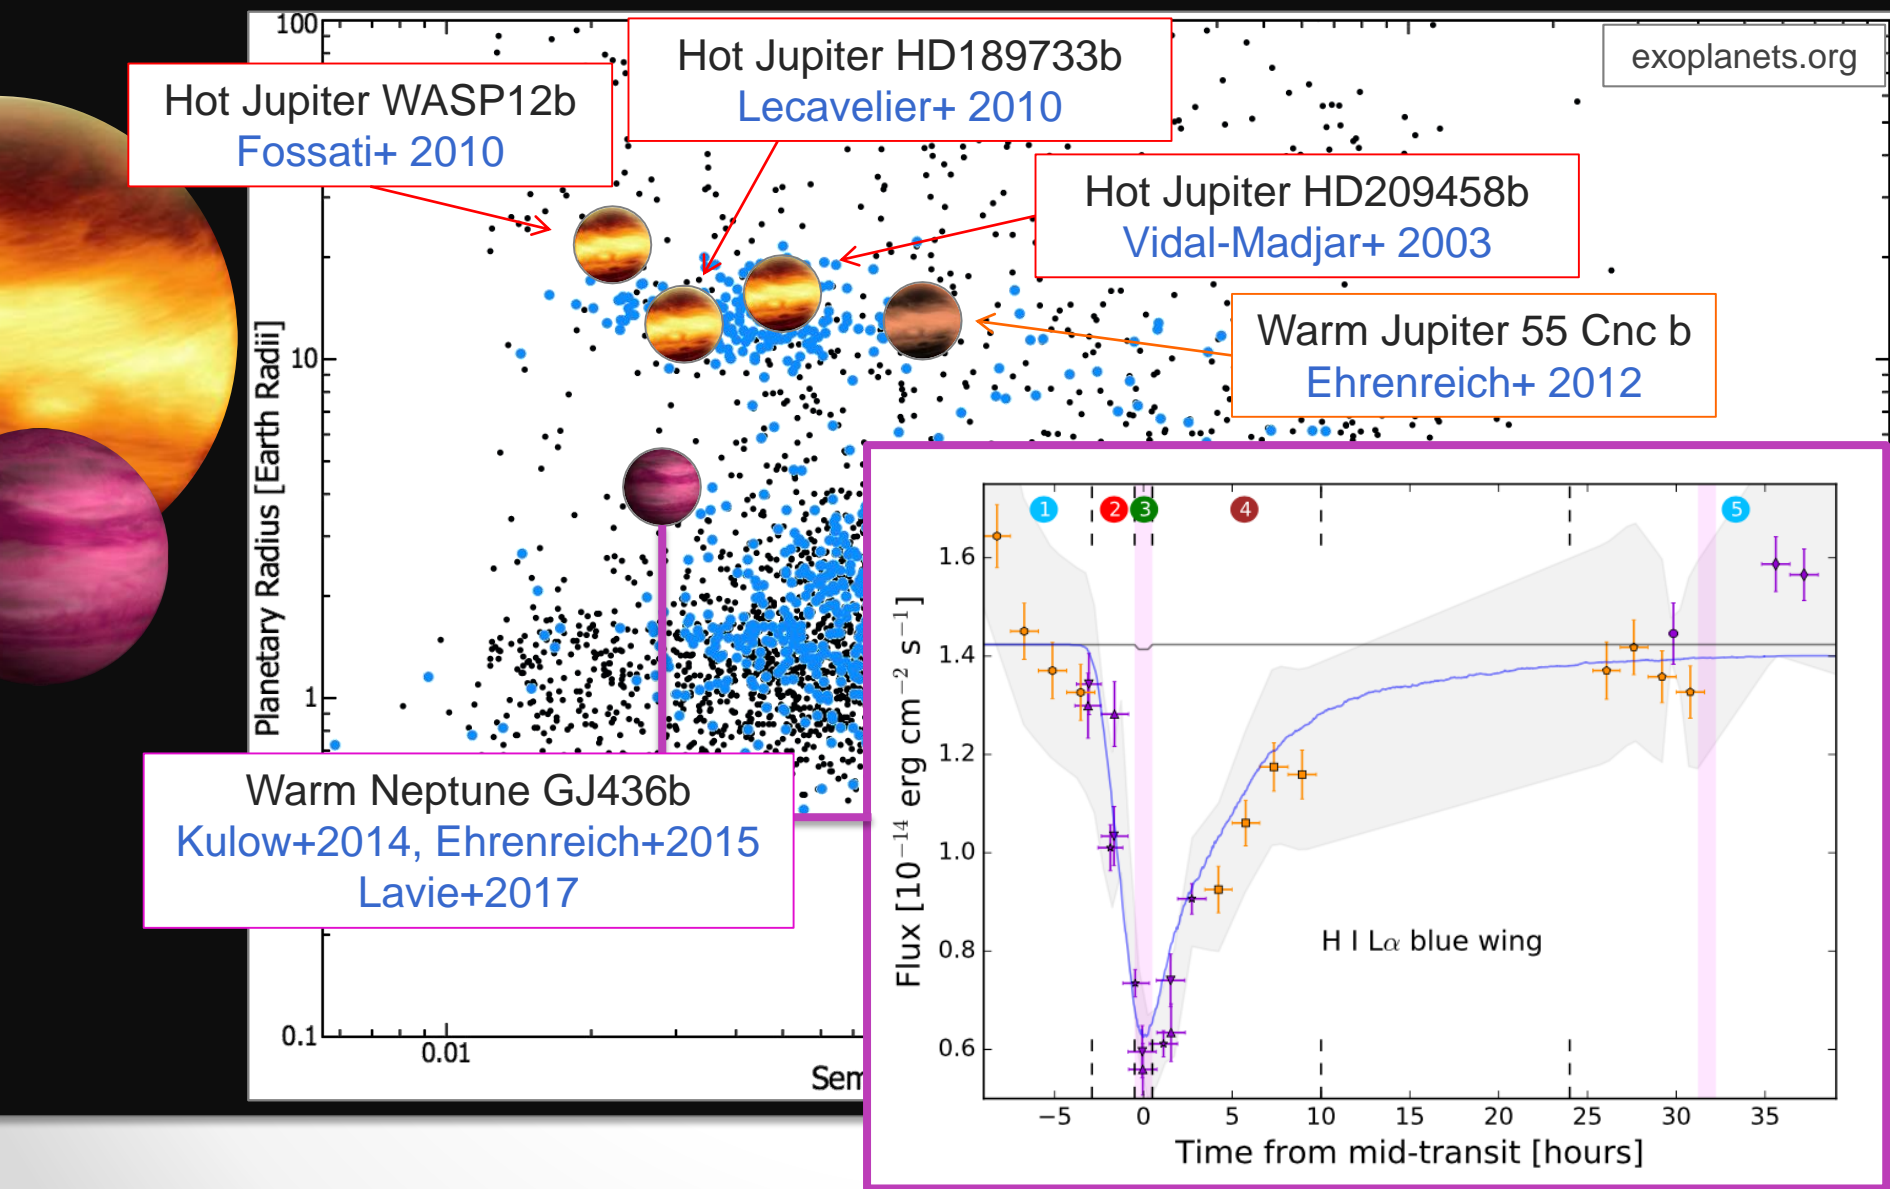 exoplanets.org
Hot Jupiter WASP12b
Fossati+ 2010
Hot Jupiter HD189733b
Lecavelier+ 2010
Hot Jupiter HD209458b
Vidal-Madjar+ 2003
Warm Jupiter 55 Cnc b
Ehrenreich+ 2012
Warm Neptune GJ436b
Kulow+2014, Ehrenreich+2015
Lavie+2017
Planetary Radius [Earth Radii]
100
10
1
0.1
0.01
Sem
1 2 3 4 5
Flux [10⁻¹⁴ erg cm⁻² s⁻¹]
1.6
1.4
1.2
1.0
0.8
0.6
H I Lα blue wing
−5 0 5 10 15 20 25 30 35
Time from mid-transit [hours]